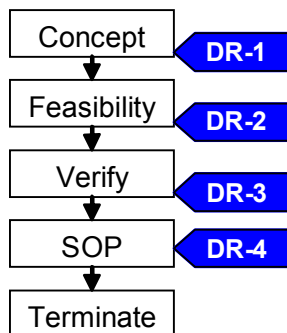 Concept
DR-1
Feasibility
DR-2
Verify
DR-3
SOP
DR-4
Terminate